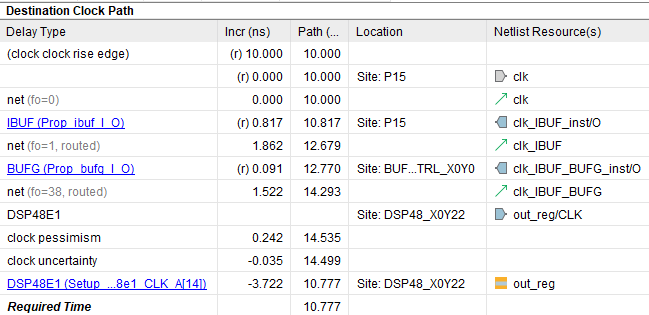 Destination Clock Path
Delay Type Incr (ns) Path (... Location Netlist Resource(s)
(clock clock rise edge) (r) 10.000 10.000
(r) 0.000 10.000 Site: P15 clk
net (fo=0) 0.000 10.000 clk
IBUF (Prop_ibuf_I_O) (r) 0.817 10.817 Site: P15 clk_IBUF_inst/O
net (fo=1, routed) 1.862 12.679 clk_IBUF
BUFG (Prop_bufg_I_O) (r) 0.091 12.770 Site: BUF...TRL_X0Y0 clk_IBUF_BUFG_inst/O
net (fo=38, routed) 1.522 14.293 clk_IBUF_BUFG
DSP48E1 Site: DSP48_X0Y22 out_reg/CLK
clock pessimism 0.242 14.535
clock uncertainty -0.035 14.499
DSP48E1 (Setup_...8e1_CLK_A[14]) -3.722 10.777 Site: DSP48_X0Y22 out_reg
Required Time 10.777